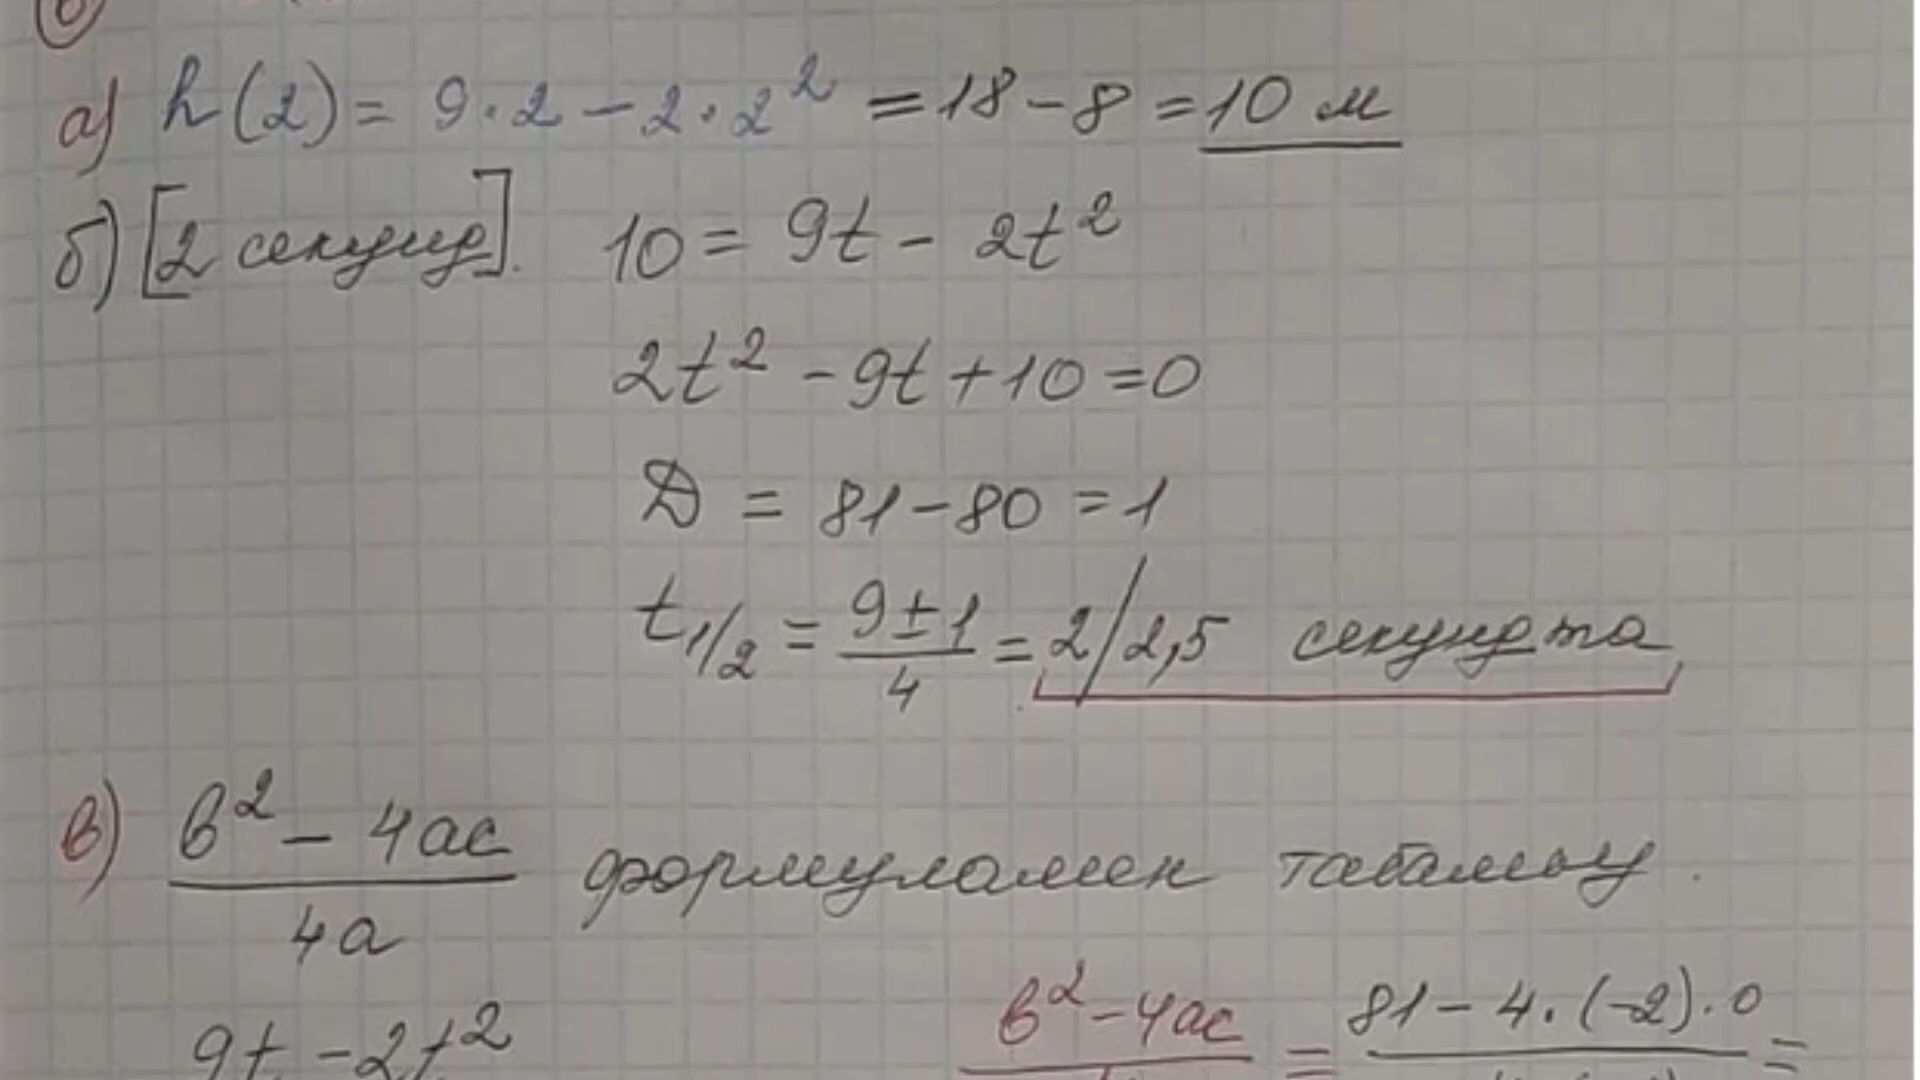 а) h(2) = 9·2 − 2·2² = 18 − 8 = 10 м
б) [2 секунд]. 10 = 9t − 2t²
2t² − 9t + 10 = 0
D = 81 − 80 = 1
t₁/₂ = (9 ± 1)/4 = 2/2,5 секундта
в) (b² − 4ac)/4a формуламен табамыз.
9t − 2t² b² − 4ac = 81 − 4·(−2)·0 =